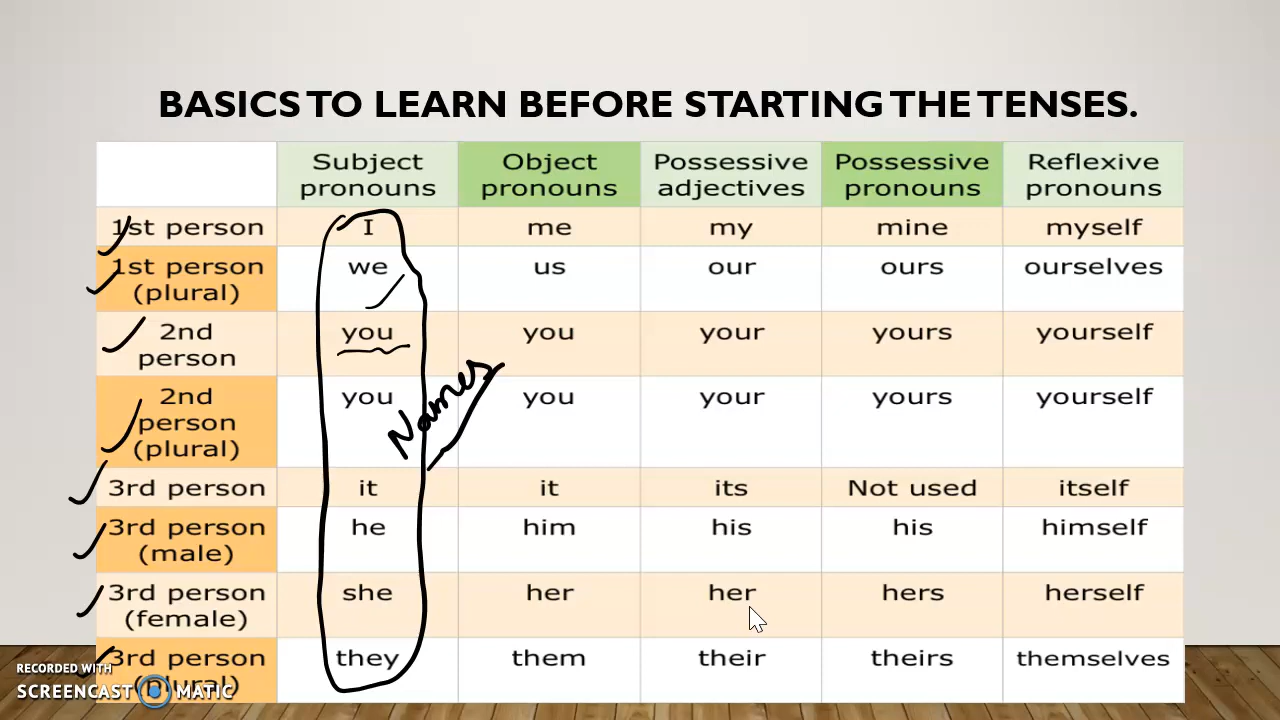 BASICS TO LEARN BEFORE STARTING THE TENSES.
Subject pronouns Object pronouns Possessive adjectives Possessive pronouns Reflexive pronouns
1st person I me my mine myself
1st person (plural) we us our ours ourselves
2nd person you you your yours yourself
2nd person (plural) you you your yours yourself
Names
3rd person it it its Not used itself
3rd person (male) he him his his himself
3rd person (female) she her her hers herself
3rd person (plural) they them their theirs themselves
RECORDED WITH
SCREENCAST MATIC